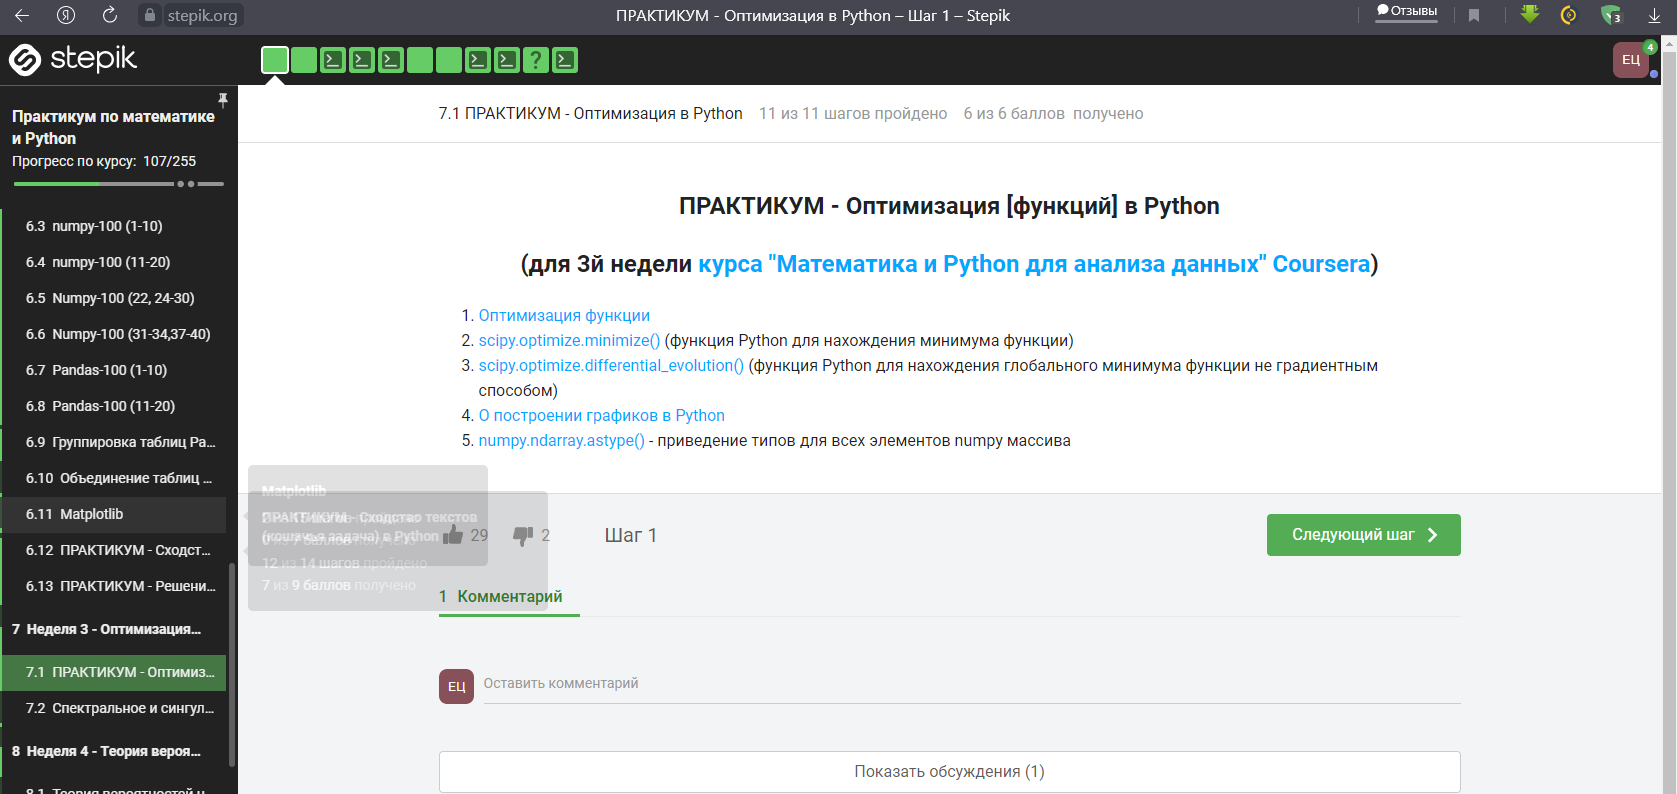 Я
stepik.org
ПРАКТИКУМ - Оптимизация в Python – Шаг 1 – Stepik
Отзывы
3
stepik
?
ЕЦ
4
Практикум по математике
и Python
Прогресс по курсу: 107/255
6.3 numpy-100 (1-10)
6.4 numpy-100 (11-20)
6.5 Numpy-100 (22, 24-30)
6.6 Numpy-100 (31-34,37-40)
6.7 Pandas-100 (1-10)
6.8 Pandas-100 (11-20)
6.9 Группировка таблиц Pa...
6.10 Объединение таблиц ...
6.11 Matplotlib
6.12 ПРАКТИКУМ - Сходст...
6.13 ПРАКТИКУМ - Решени...
7 Неделя 3 - Оптимизация...
7.1 ПРАКТИКУМ - Оптимиз...
7.2 Спектральное и сингул...
8 Неделя 4 - Теория вероя...
7.1 ПРАКТИКУМ - Оптимизация в Python 11 из 11 шагов пройдено 6 из 6 баллов получено
ПРАКТИКУМ - Оптимизация [функций] в Python
(для 3й недели курса "Математика и Python для анализа данных" Coursera)
1. Оптимизация функции
2. scipy.optimize.minimize() (функция Python для нахождения минимума функции)
3. scipy.optimize.differential_evolution() (функция Python для нахождения глобального минимума функции не градиентным
способом)
4. О построении графиков в Python
5. numpy.ndarray.astype() - приведение типов для всех элементов numpy массива
Matplotlib
ПРАКТИКУМ - Сходство текстов
(кошачья задача) в Python
12 из 14 шагов пройдено
7 из 9 баллов получено
29
2
Шаг 1
Следующий шаг
1 Комментарий
ЕЦ
Оставить комментарий
Показать обсуждения (1)